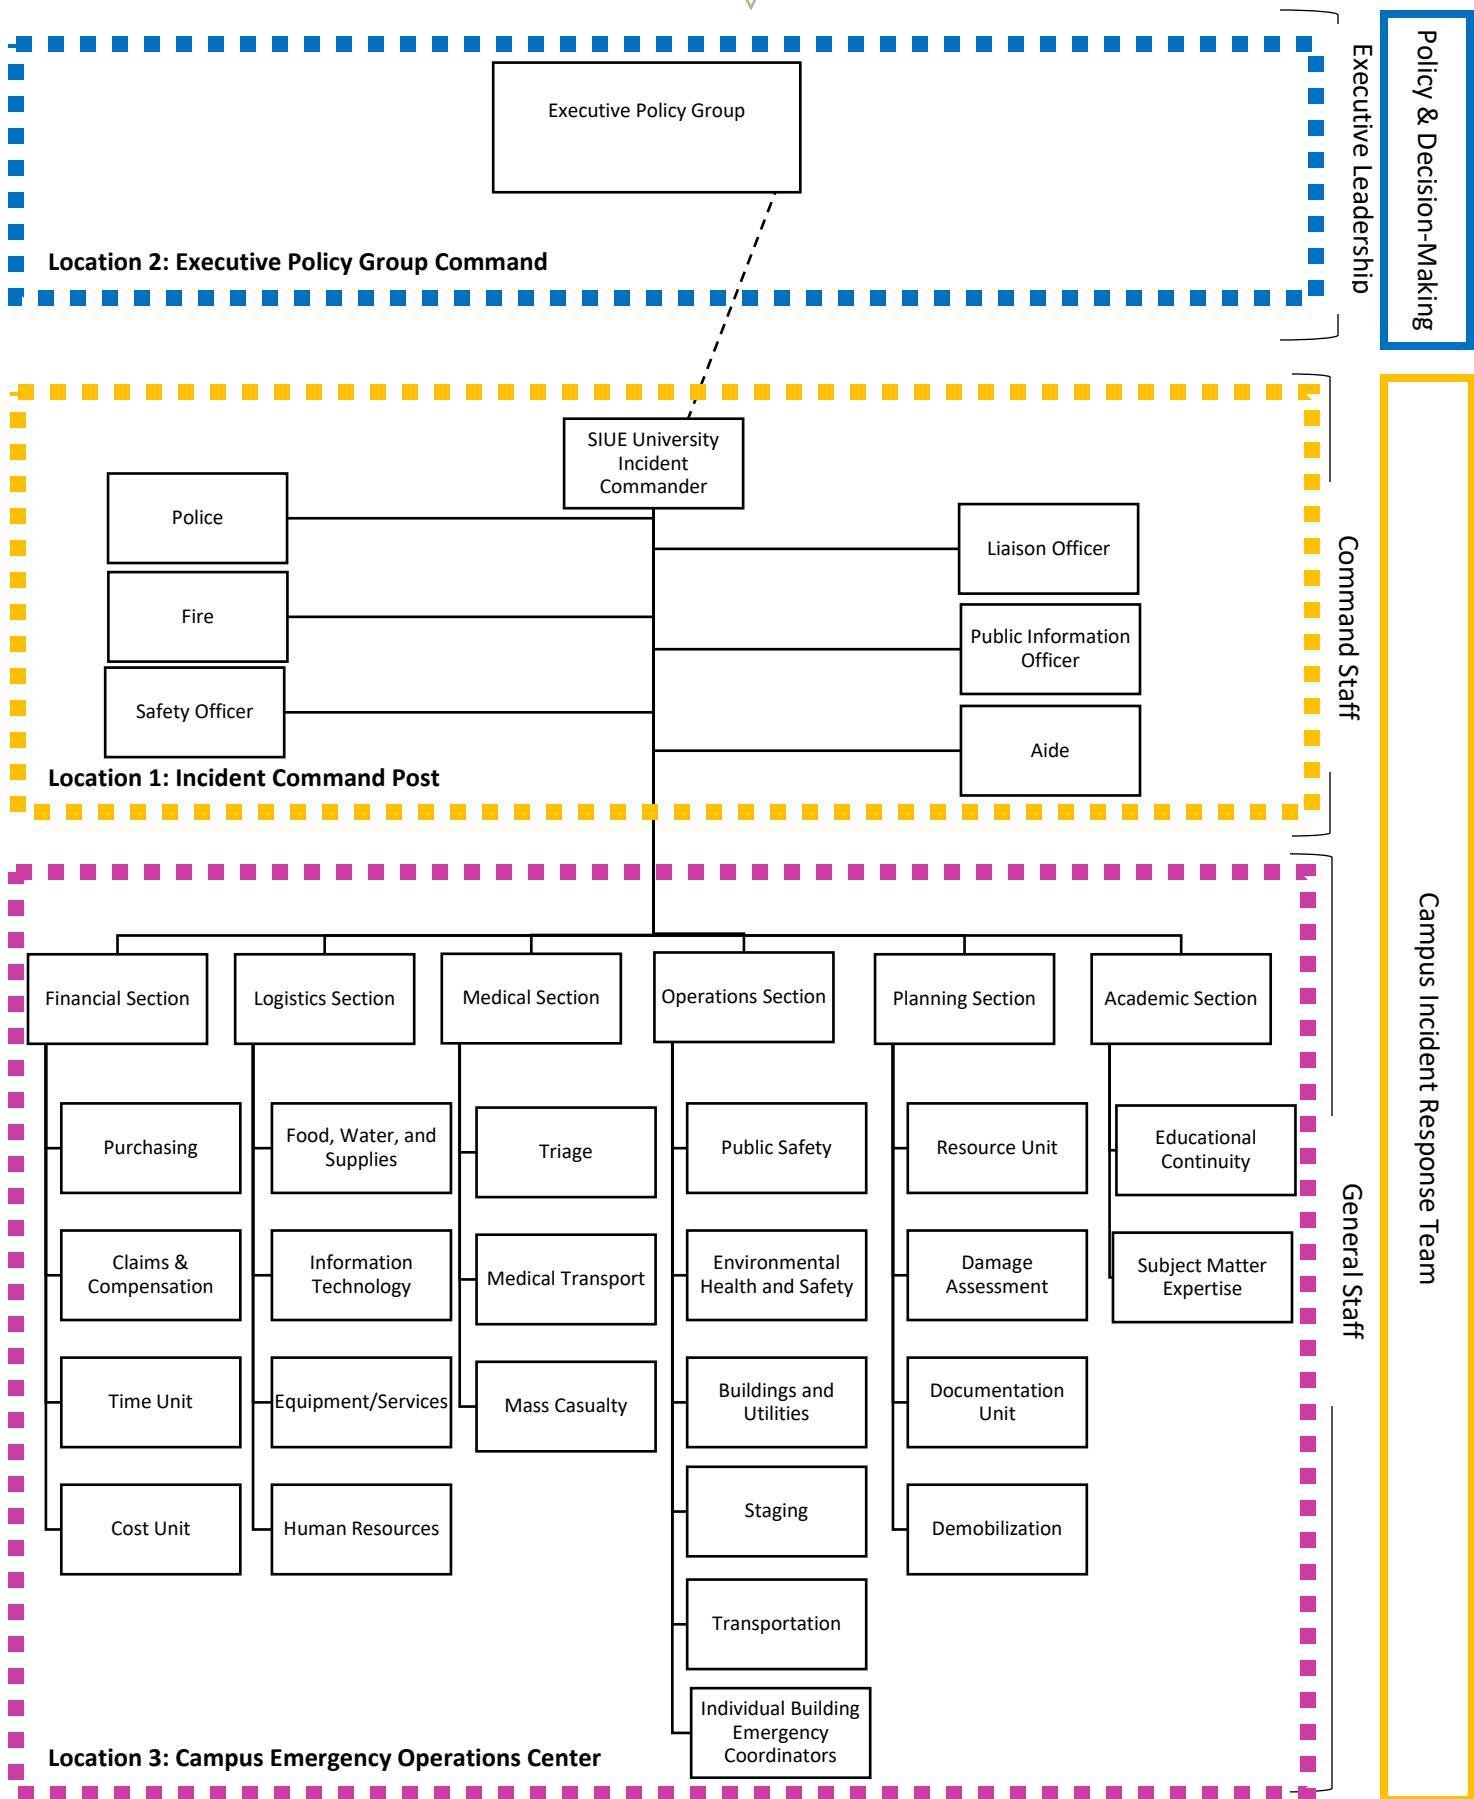 Executive Policy Group
Location 2: Executive Policy Group Command
Executive Leadership
Policy & Decision-Making
SIUE University
Incident
Commander
Police
Fire
Safety Officer
Liaison Officer
Public Information
Officer
Aide
Location 1: Incident Command Post
Command Staff
Campus Incident Response Team
Financial Section
Logistics Section
Medical Section
Operations Section
Planning Section
Academic Section
Purchasing
Claims &
Compensation
Time Unit
Cost Unit
Food, Water, and
Supplies
Information
Technology
Equipment/Services
Human Resources
Triage
Medical Transport
Mass Casualty
Public Safety
Environmental
Health and Safety
Buildings and
Utilities
Staging
Transportation
Individual Building
Emergency
Coordinators
Resource Unit
Damage
Assessment
Documentation
Unit
Demobilization
Educational
Continuity
Subject Matter
Expertise
General Staff
Location 3: Campus Emergency Operations Center